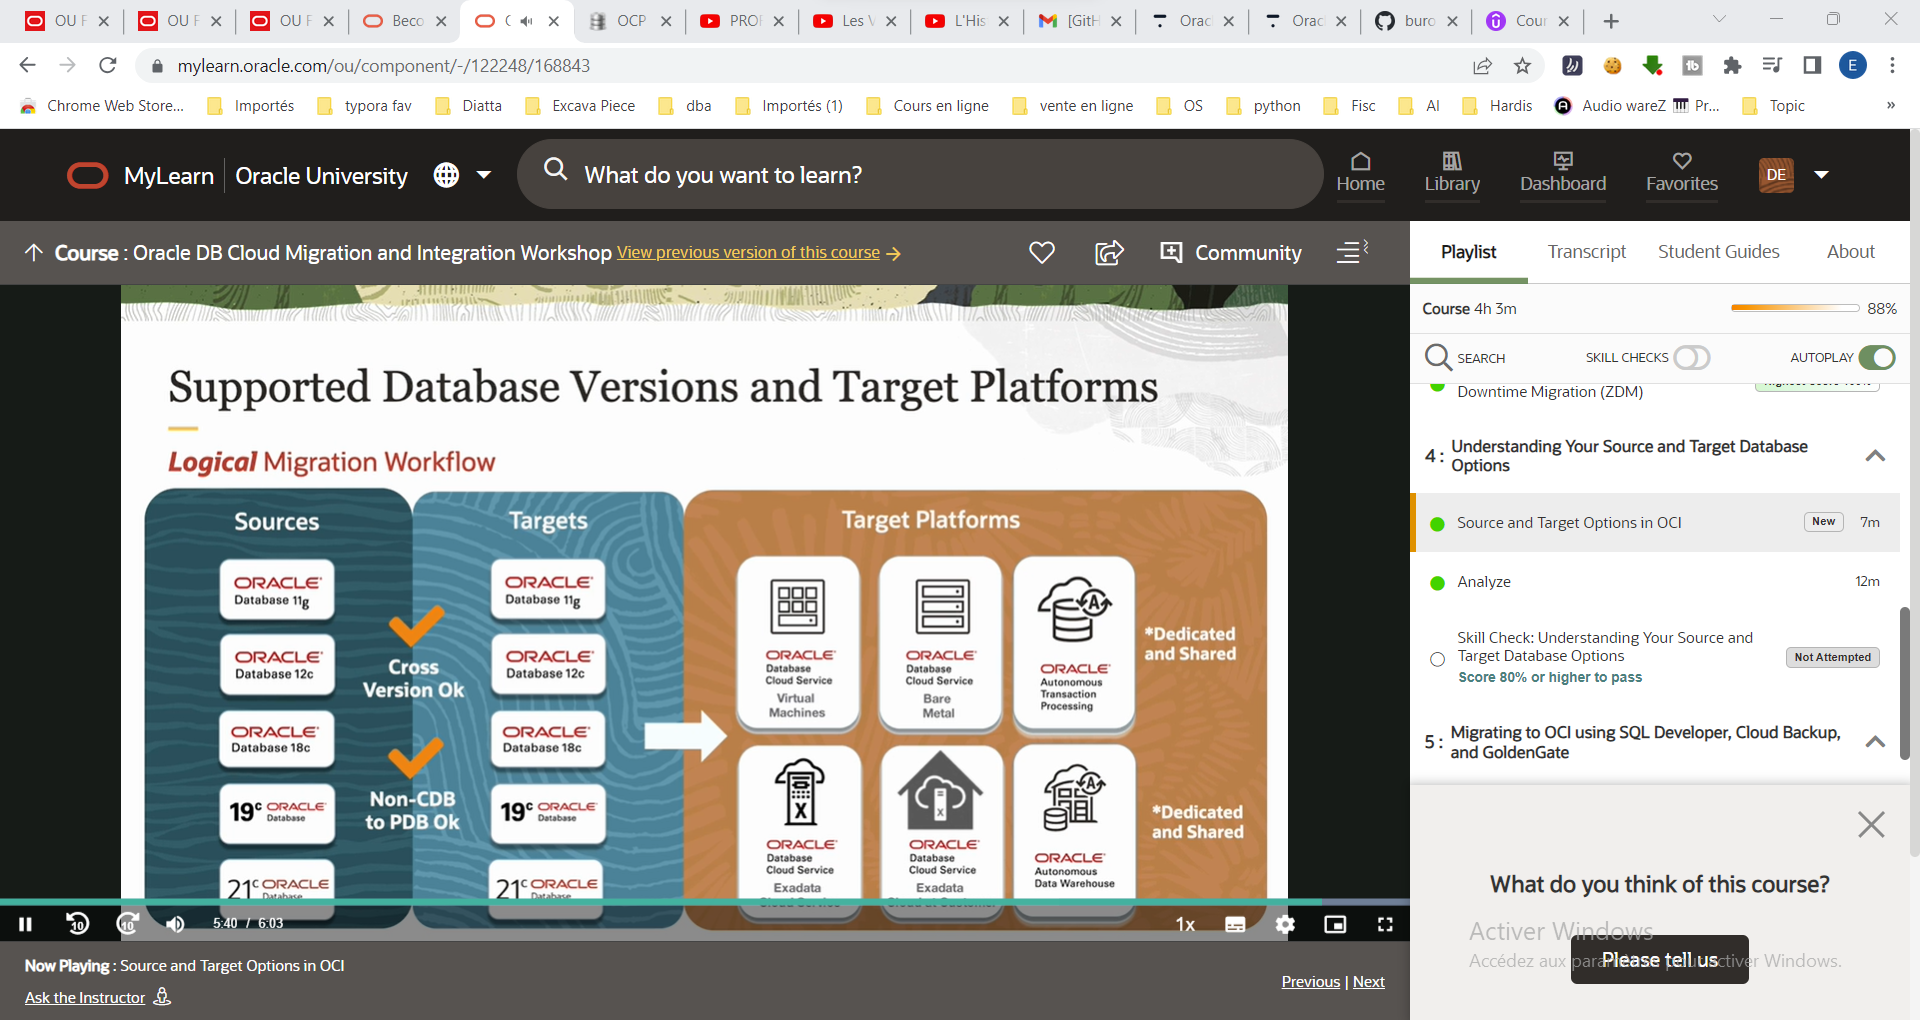 OU F
OU F
OU F
Beco
OCP
PROF
Les V
L'His
[GitH
Orac
Orac
buro
Cour
mylearn.oracle.com/ou/component/-/122248/168843
E
Chrome Web Store...
Importés
typora fav
Diatta
Excava Piece
dba
Importés (1)
Cours en ligne
vente en ligne
OS
python
Fisc
AI
Hardis
Audio wareZ
Pr...
Topic
»
MyLearn
Oracle University
What do you want to learn?
Home
Library
Dashboard
Favorites
DE
Course : Oracle DB Cloud Migration and Integration Workshop View previous version of this course
Community
Playlist
Transcript
Student Guides
About
Course 4h 3m
88%
SEARCH
SKILL CHECKS
AUTOPLAY
Downtime Migration (ZDM)
4 : Understanding Your Source and Target Database
Options
Source and Target Options in OCI
New
7m
Analyze
12m
Skill Check: Understanding Your Source and
Target Database Options
Not Attempted
Score 80% or higher to pass
5 : Migrating to OCI using SQL Developer, Cloud Backup,
and GoldenGate
What do you think of this course?
Please tell us
Activer Windows
Accédez aux paramètres pour activer Windows.
Supported Database Versions and Target Platforms
Logical Migration Workflow
Sources
ORACLE
Database 11g
ORACLE
Database 12c
ORACLE
Database 18c
19c ORACLE
Database
21c ORACLE
Database
Cross
Version Ok
Non-CDB
to PDB Ok
Targets
ORACLE
Database 11g
ORACLE
Database 12c
ORACLE
Database 18c
19c ORACLE
Database
21c ORACLE
Database
Target Platforms
ORACLE
Database
Cloud Service
Virtual
Machines
ORACLE
Database
Cloud Service
Bare
Metal
ORACLE
Autonomous
Transaction
Processing
*Dedicated
and Shared
ORACLE
Database
Cloud Service
Exadata
Cloud Service
ORACLE
Database
Cloud Service
Exadata
Cloud at Customer
ORACLE
Autonomous
Data Warehouse
*Dedicated
and Shared
10
10
5:40 / 6:03
1x
Now Playing : Source and Target Options in OCI
Ask the Instructor
Previous | Next